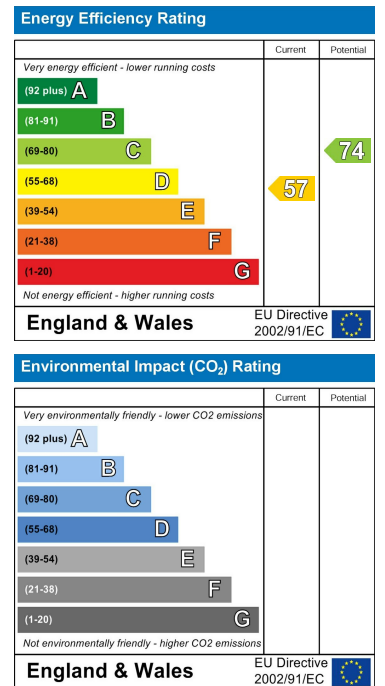 Energy Efficiency Rating
Current Potential
Very energy efficient - lower running costs
(92 plus) A
(81-91) B
(69-80) C
74
(55-68) D
57
(39-54) E
(21-38) F
(1-20) G
Not energy efficient - higher running costs
England & Wales
EU Directive
2002/91/EC
Environmental Impact (CO₂) Rating
Current Potential
Very environmentally friendly - lower CO2 emissions
(92 plus) A
(81-91) B
(69-80) C
(55-68) D
(39-54) E
(21-38) F
(1-20) G
Not environmentally friendly - higher CO2 emissions
England & Wales
EU Directive
2002/91/EC